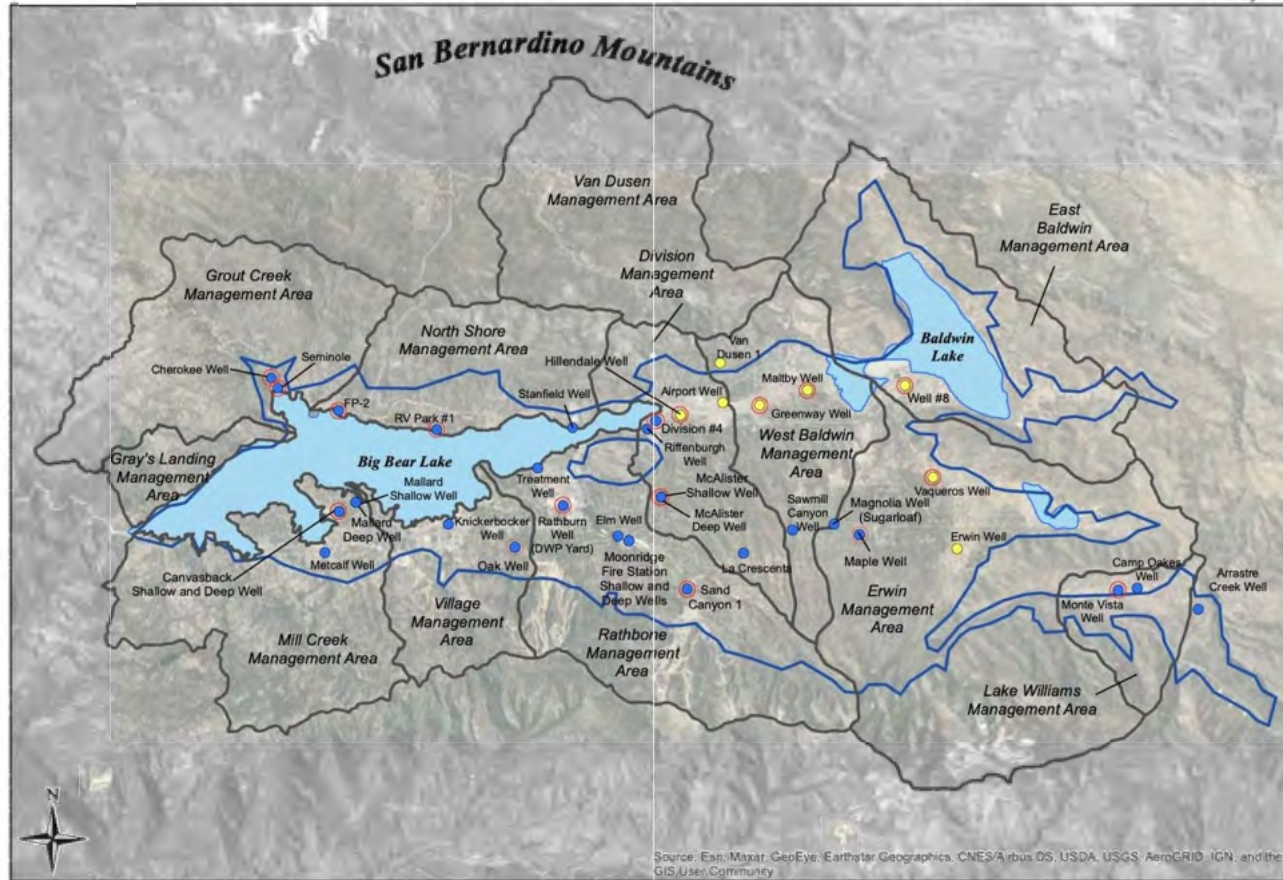 San Bernardino Mountains
Van Dusen
Management Area
East
Baldwin
Management Area
Division
Management
Area
Grout Creek
Management Area
North Shore
Management Area
Baldwin
Lake
Van
Dusen 1
Hillendale Well
Seminole
Cherokee Well
Maltby Well
Stanfield Well
Airport Well
Well #8
FP-2
RV Park #1
Greenway Well
Division #4
Riffenburgh
Well
West Baldwin
Management
Area
Gray's Landing
Management
Area
Big Bear Lake
Mallard
Shallow Well
Treatment
Well
McAlister
Shallow Well
McAlister
Deep Well
Vaqueros Well
Sawmill
Canyon
Well
Magnolia Well
(Sugarloaf)
Mallard
Deep Well
Knickerbocker
Well
Rathburn
Well
(DWP Yard)
Elm Well
Erwin Well
Metcalf Well
Oak Well
Moonridge
Fire Station
Shallow and
Deep Wells
La Crescenta
Maple Well
Canvasback
Shallow and Deep Well
Camp Oakes
Well
Arrastre
Creek Well
Sand
Canyon 1
Monte Vista
Well
Village
Management
Area
Erwin
Management
Area
Mill Creek
Management Area
Rathbone
Management
Area
Lake Williams
Management Area
N
Source: Esri, Maxar, GeoEye, Earthstar Geographics, CNES/Airbus DS, USDA, USGS, AeroGRID, IGN, and the
GIS User Community